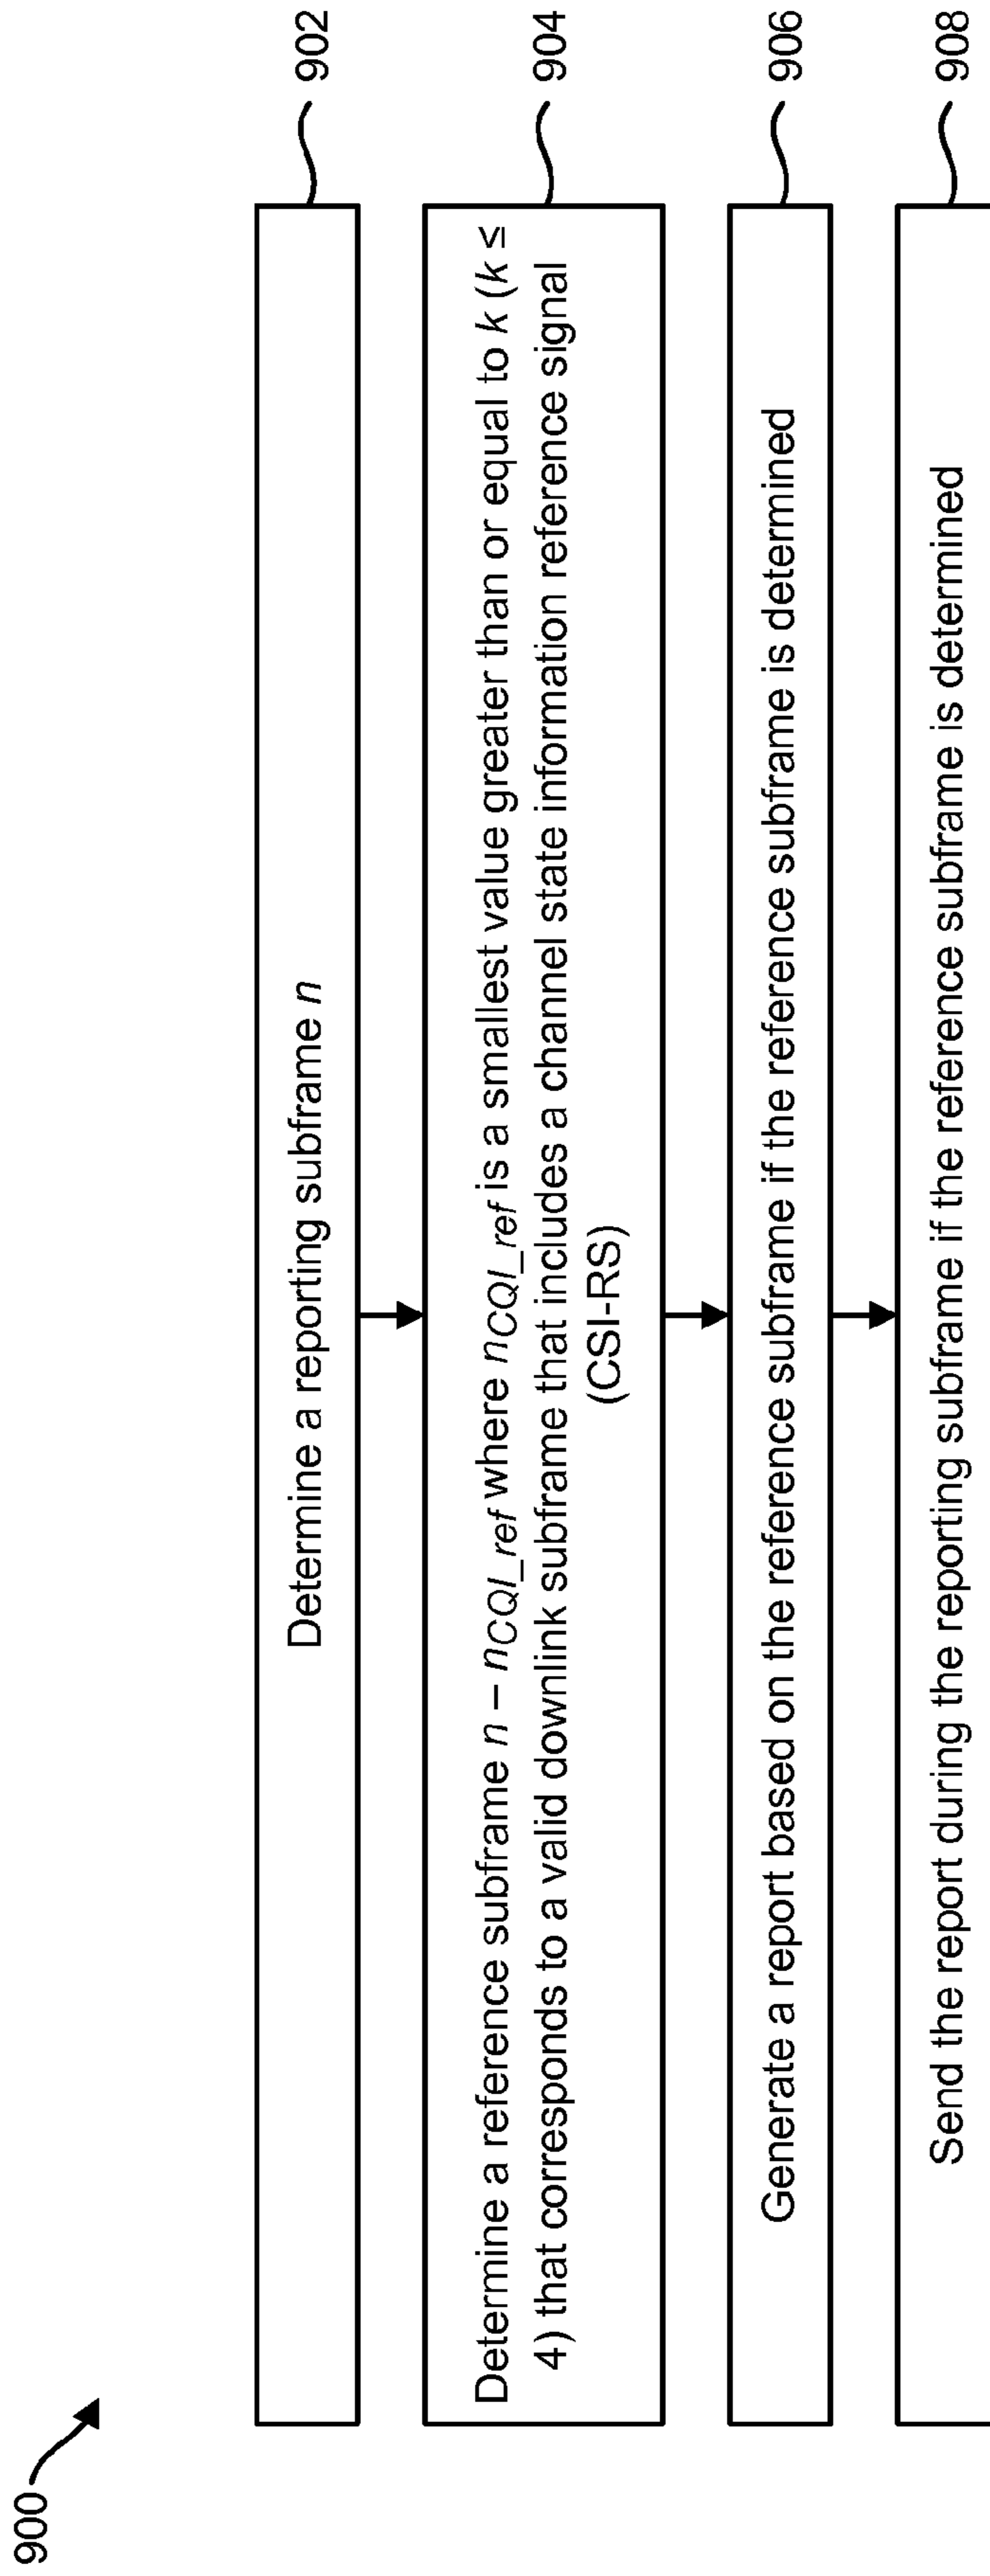 900
Determine a reporting subframe n
902
Determine a reference subframe n – nCQI_ref where nCQI_ref is a smallest value greater than or equal to k (k ≤
4) that corresponds to a valid downlink subframe that includes a channel state information reference signal
(CSI-RS)
904
Generate a report based on the reference subframe if the reference subframe is determined
906
Send the report during the reporting subframe if the reference subframe is determined
908